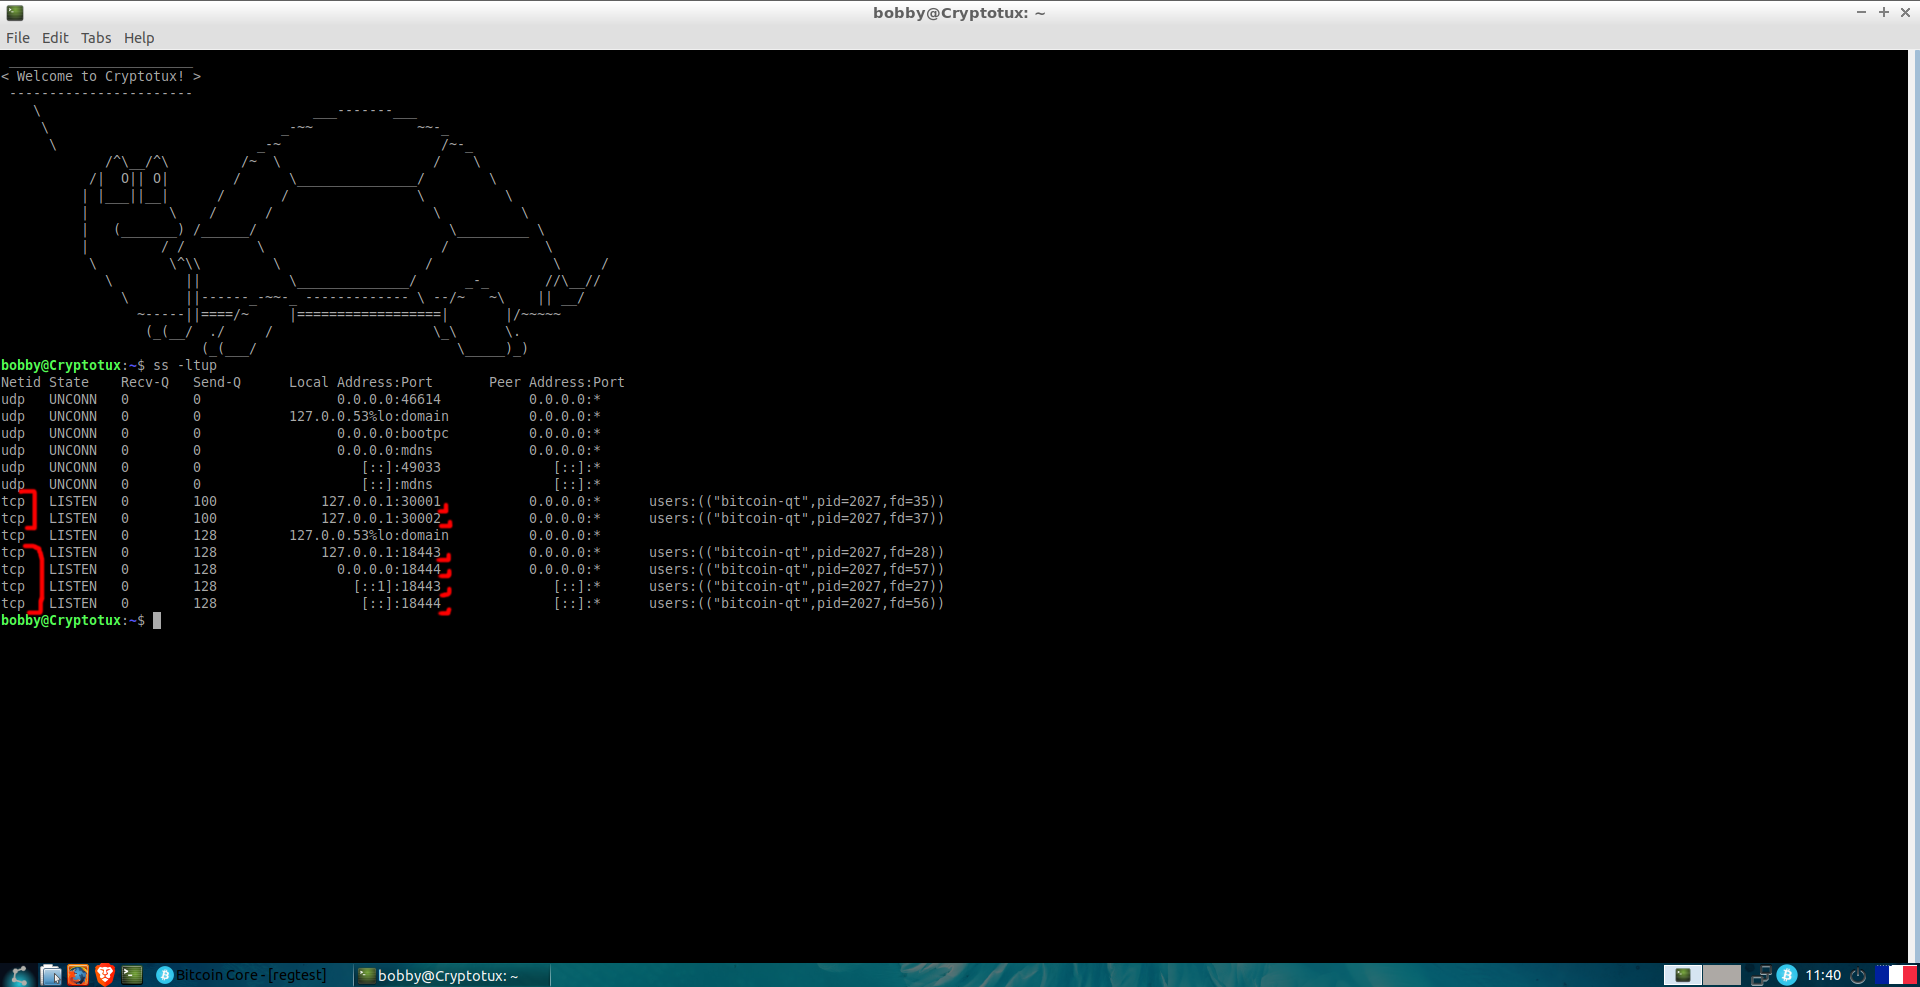 bobby@Cryptotux: ~
File Edit Tabs Help
< Welcome to Cryptotux! >
bobby@Cryptotux:~$ ss -ltup
Netid State Recv-Q Send-Q Local Address:Port Peer Address:Port
udp UNCONN 0 0 0.0.0.0:46614 0.0.0.0:*
udp UNCONN 0 0 127.0.0.53%lo:domain 0.0.0.0:*
udp UNCONN 0 0 0.0.0.0:bootpc 0.0.0.0:*
udp UNCONN 0 0 0.0.0.0:mdns 0.0.0.0:*
udp UNCONN 0 0 [::]:49033 [::]:*
udp UNCONN 0 0 [::]:mdns [::]:*
tcp LISTEN 0 100 127.0.0.1:30001 0.0.0.0:* users:(("bitcoin-qt",pid=2027,fd=35))
tcp LISTEN 0 100 127.0.0.1:30002 0.0.0.0:* users:(("bitcoin-qt",pid=2027,fd=37))
tcp LISTEN 0 128 127.0.0.53%lo:domain 0.0.0.0:*
tcp LISTEN 0 128 127.0.0.1:18443 0.0.0.0:* users:(("bitcoin-qt",pid=2027,fd=28))
tcp LISTEN 0 128 0.0.0.0:18444 0.0.0.0:* users:(("bitcoin-qt",pid=2027,fd=57))
tcp LISTEN 0 128 [::1]:18443 [::]:* users:(("bitcoin-qt",pid=2027,fd=27))
tcp LISTEN 0 128 [::]:18444 [::]:* users:(("bitcoin-qt",pid=2027,fd=56))
bobby@Cryptotux:~$
Bitcoin Core - [regtest] bobby@Cryptotux: ~ 11:40